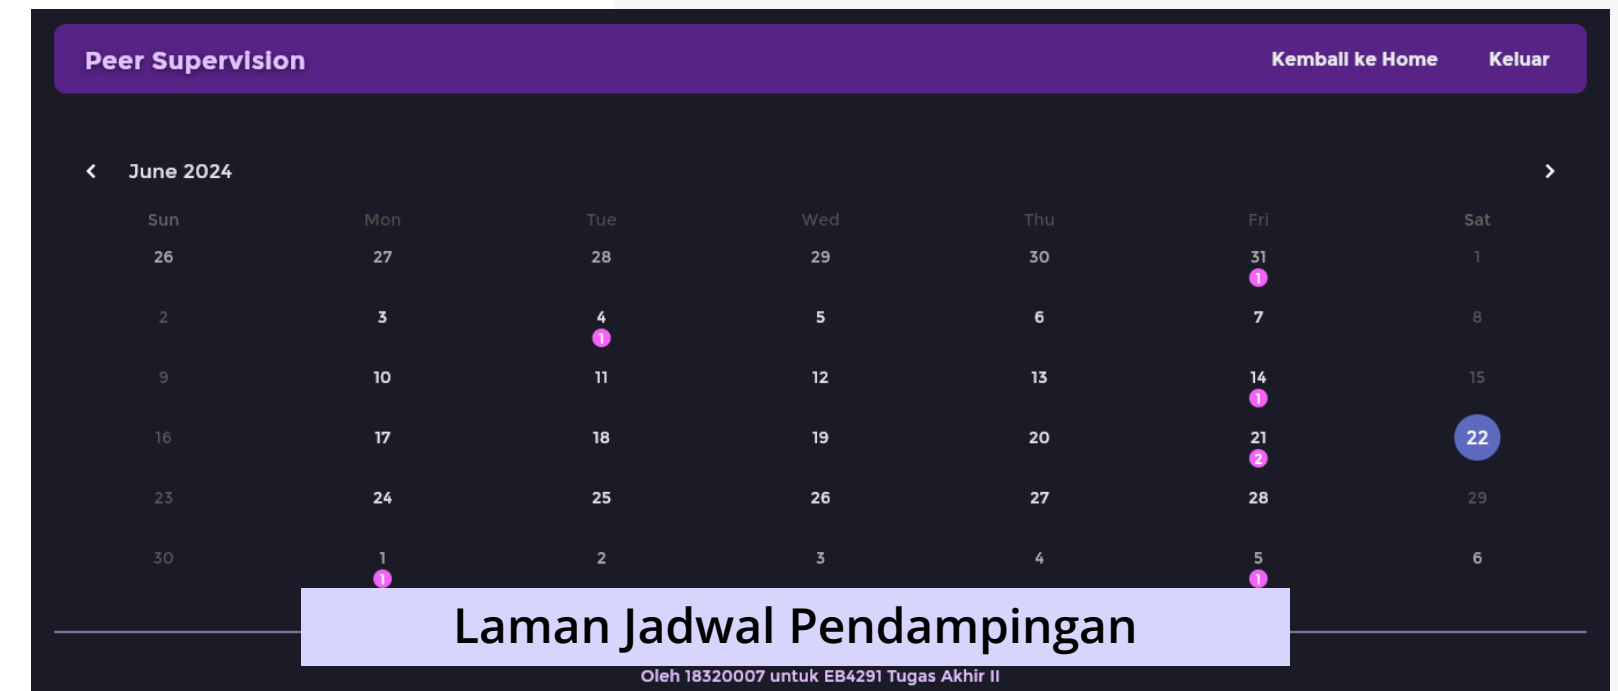 Peer Supervision Kembali ke Home Keluar
June 2024
Sun Mon Tue Wed Thu Fri Sat
26 27 28 29 30 31 1
1
2 3 4 5 6 7 8
1
9 10 11 12 13 14 15
1
16 17 18 19 20 21 22
2
23 24 25 26 27 28 29
30 1 2 3 4 5 6
1 1
Laman Jadwal Pendampingan
Oleh 18320007 untuk EB4291 Tugas Akhir II